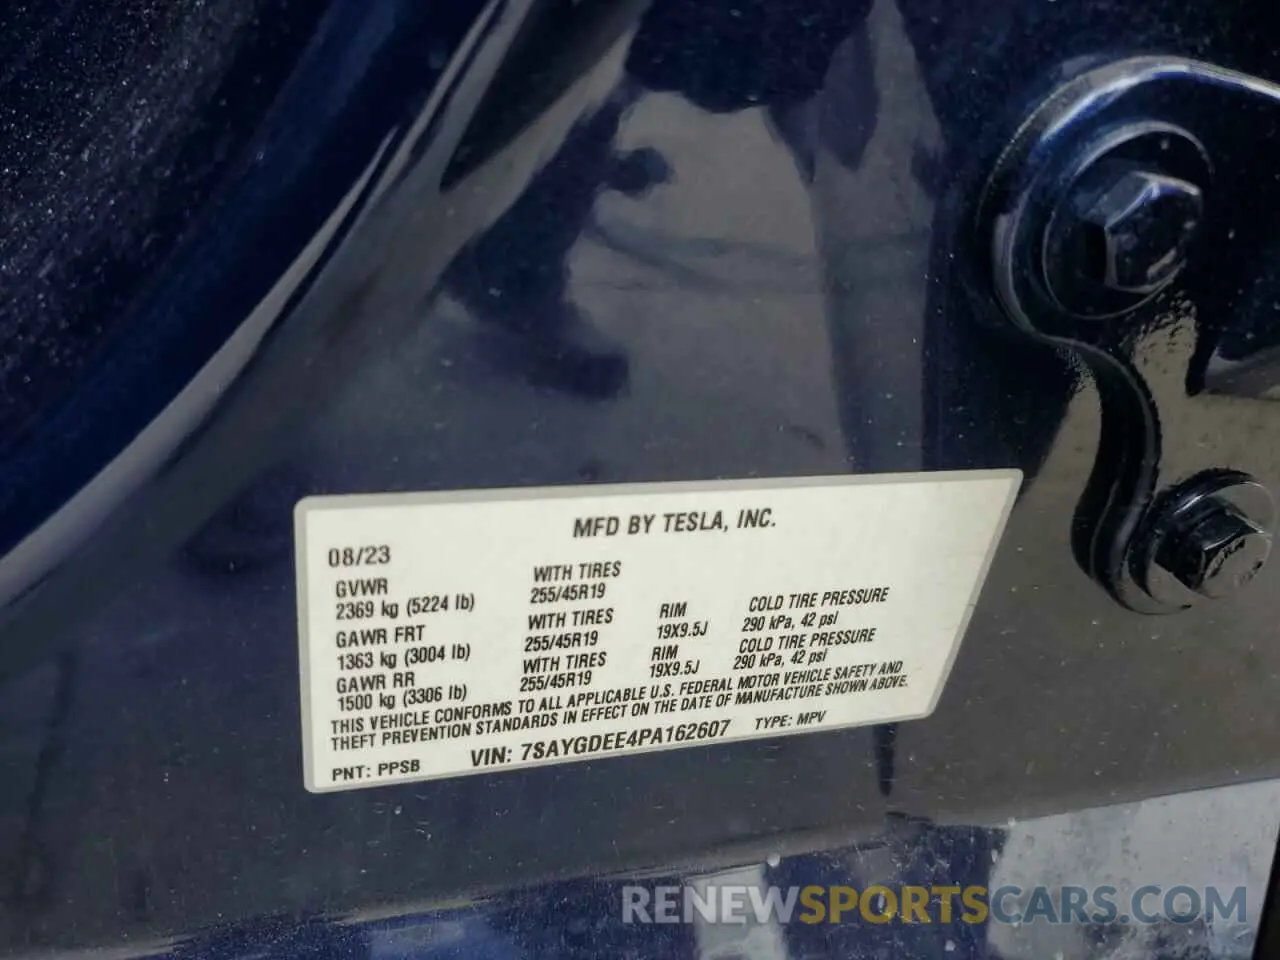 MFD BY TESLA, INC.
08/23
GVWR WITH TIRES
2369 kg (5224 lb) 255/45R19
GAWR FRT WITH TIRES RIM COLD TIRE PRESSURE
1363 kg (3004 lb) 255/45R19 19X9.5J 290 kPa, 42 psi
GAWR RR WITH TIRES RIM COLD TIRE PRESSURE
1500 kg (3306 lb) 255/45R19 19X9.5J 290 kPa, 42 psi
THIS VEHICLE CONFORMS TO ALL APPLICABLE U.S. FEDERAL MOTOR VEHICLE SAFETY AND
THEFT PREVENTION STANDARDS IN EFFECT ON THE DATE OF MANUFACTURE SHOWN ABOVE.
PNT: PPSB VIN: 7SAYGDEE4PA162607 TYPE: MPV
RENEWSPORTSCARS.COM